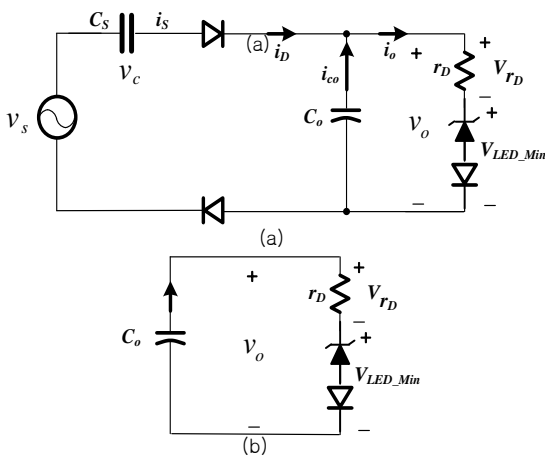 C_S i_S (a) i_D i_o + +
v_c i_co r_D V_rD
v_s C_o v_o − +
V_LED_Min
− −
(a)
+ +
r_D V_rD
C_o v_o − +
V_LED_Min
− −
(b)